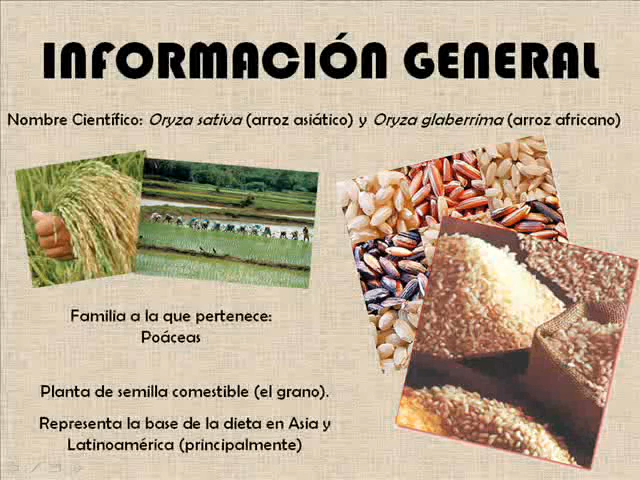 INFORMACIÓN GENERAL
Nombre Científico: Oryza sativa (arroz asiático) y Oryza glaberrima (arroz africano)
Familia a la que pertenece:
Poáceas
Planta de semilla comestible (el grano).
Representa la base de la dieta en Asia y
Latinoamérica (principalmente)